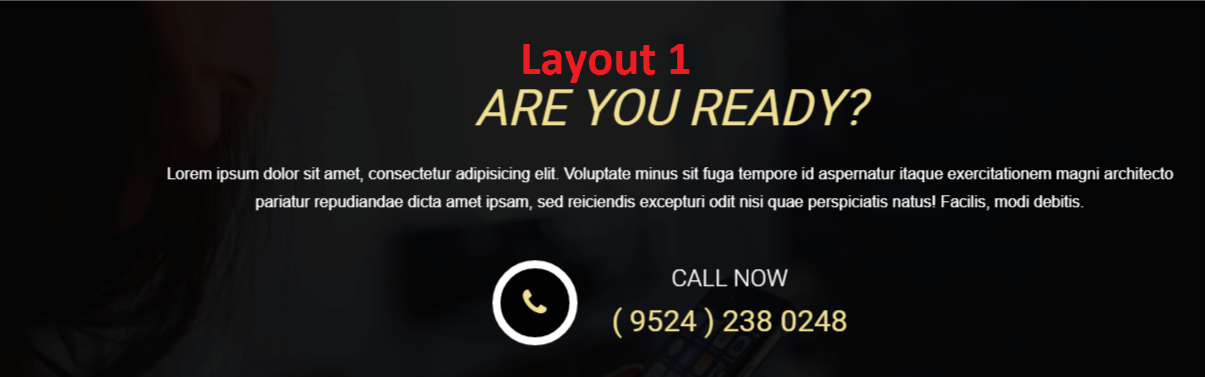 Layout 1
ARE YOU READY?
Lorem ipsum dolor sit amet, consectetur adipisicing elit. Voluptate minus sit fuga tempore id aspernatur itaque exercitationem magni architecto
pariatur repudiandae dicta amet ipsam, sed reiciendis excepturi odit nisi quae perspiciatis natus! Facilis, modi debitis.
CALL NOW
( 9524 ) 238 0248